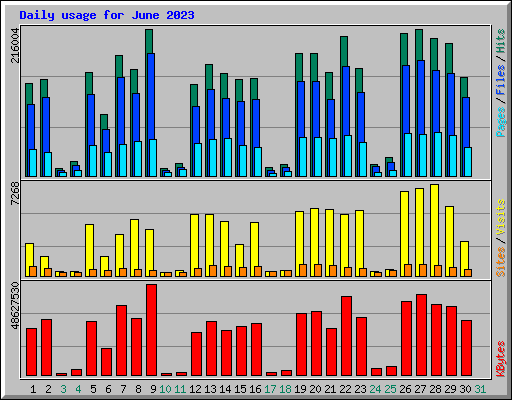 Daily usage for June 2023
216004
Pages / Files / Hits
7268
Sites / Visits
48627530
KBytes
1 2 3 4 5 6 7 8 9 10 11 12 13 14 15 16 17 18 19 20 21 22 23 24 25 26 27 28 29 30 31